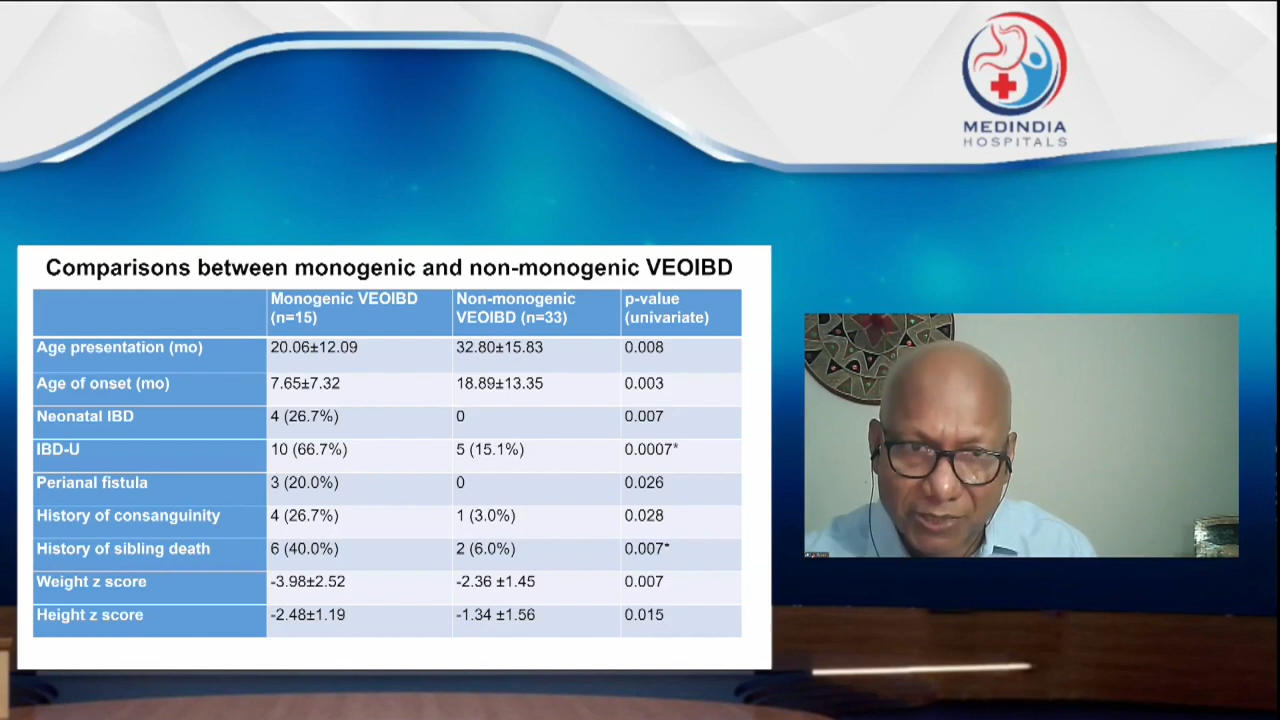 MEDINDIA
HOSPITALS
Comparisons between monogenic and non-monogenic VEOIBD
Monogenic VEOIBD (n=15) Non-monogenic VEOIBD (n=33) p-value (univariate)
Age presentation (mo) 20.06±12.09 32.80±15.83 0.008
Age of onset (mo) 7.65±7.32 18.89±13.35 0.003
Neonatal IBD 4 (26.7%) 0 0.007
IBD-U 10 (66.7%) 5 (15.1%) 0.0007*
Perianal fistula 3 (20.0%) 0 0.026
History of consanguinity 4 (26.7%) 1 (3.0%) 0.028
History of sibling death 6 (40.0%) 2 (6.0%) 0.007*
Weight z score -3.98±2.52 -2.36 ±1.45 0.007
Height z score -2.48±1.19 -1.34 ±1.56 0.015